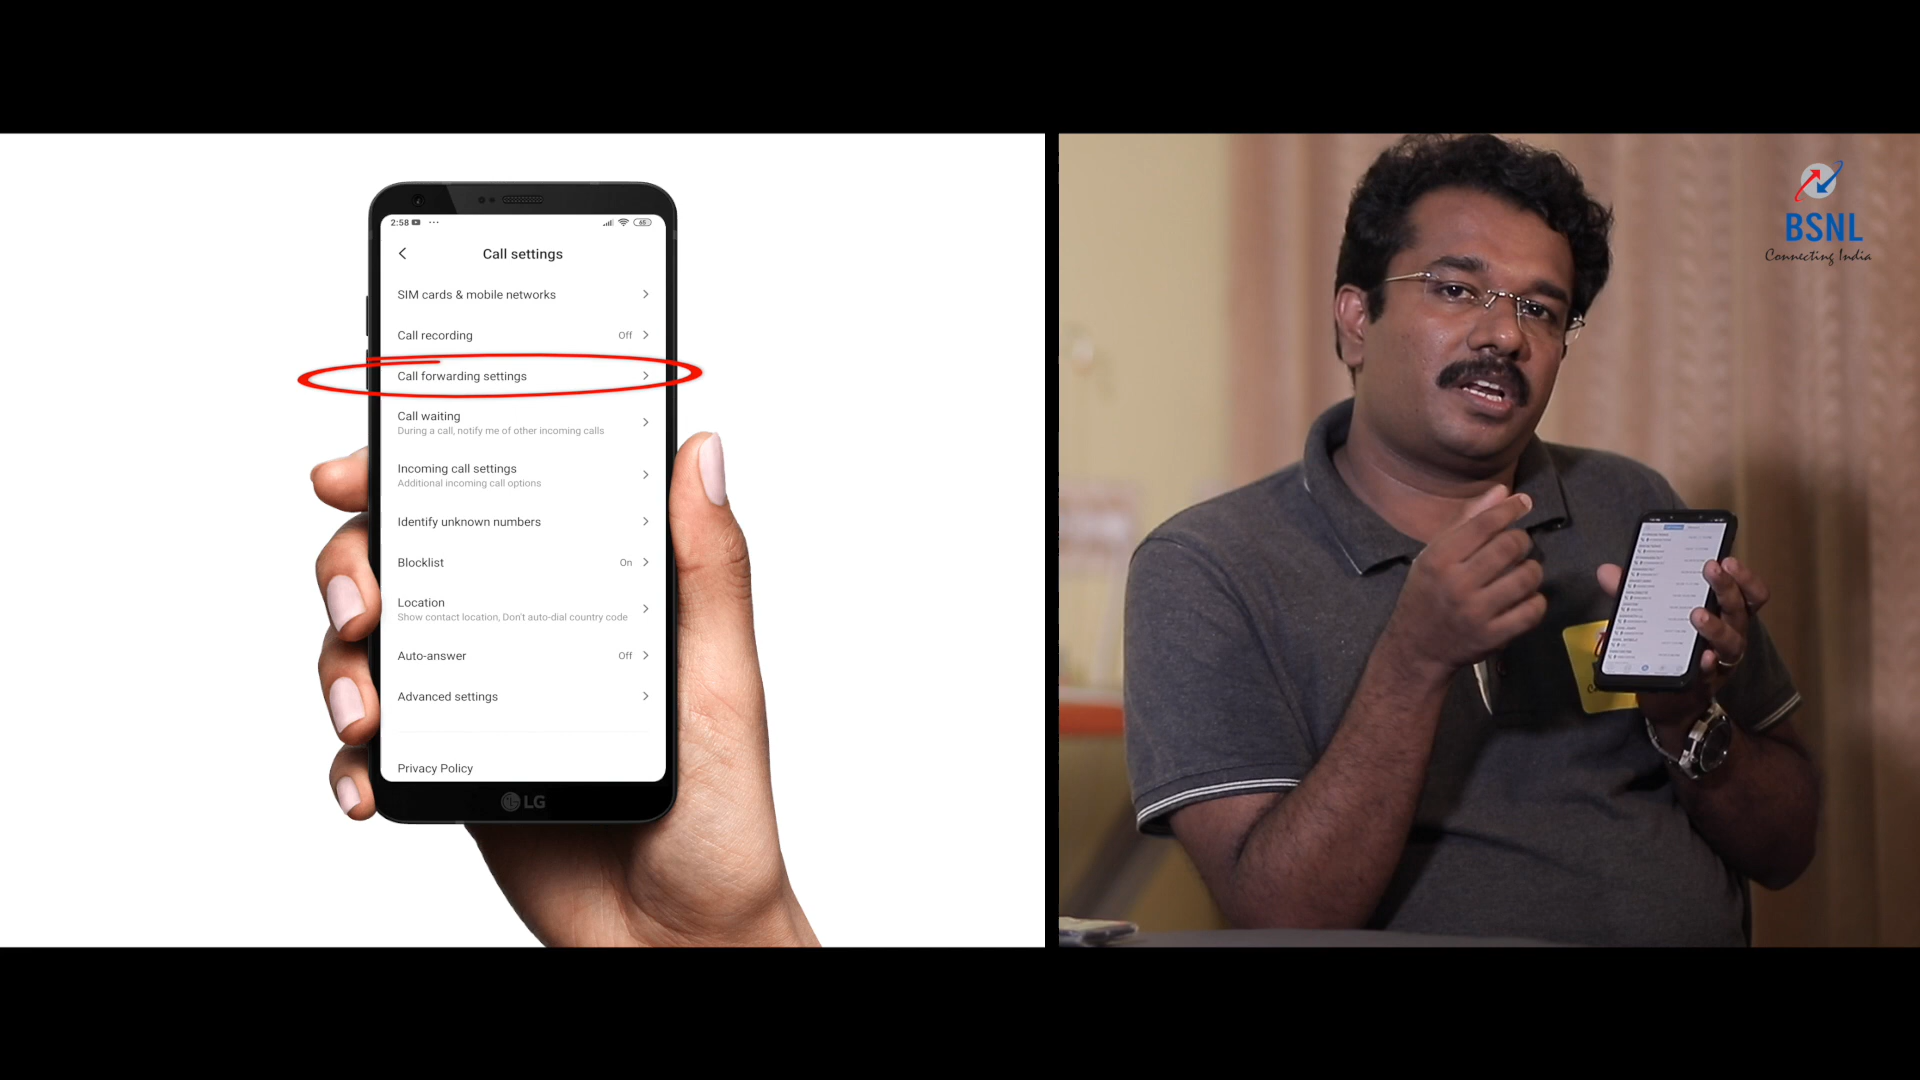 2:58
68
Call settings
SIM cards & mobile networks
Call recording Off
Call forwarding settings
Call waiting
During a call, notify me of other incoming calls
Incoming call settings
Additional incoming call options
Identify unknown numbers
Blocklist On
Location
Show contact location, Don't auto-dial country code
Auto-answer Off
Advanced settings
Privacy Policy
LG
BSNL
Connecting India